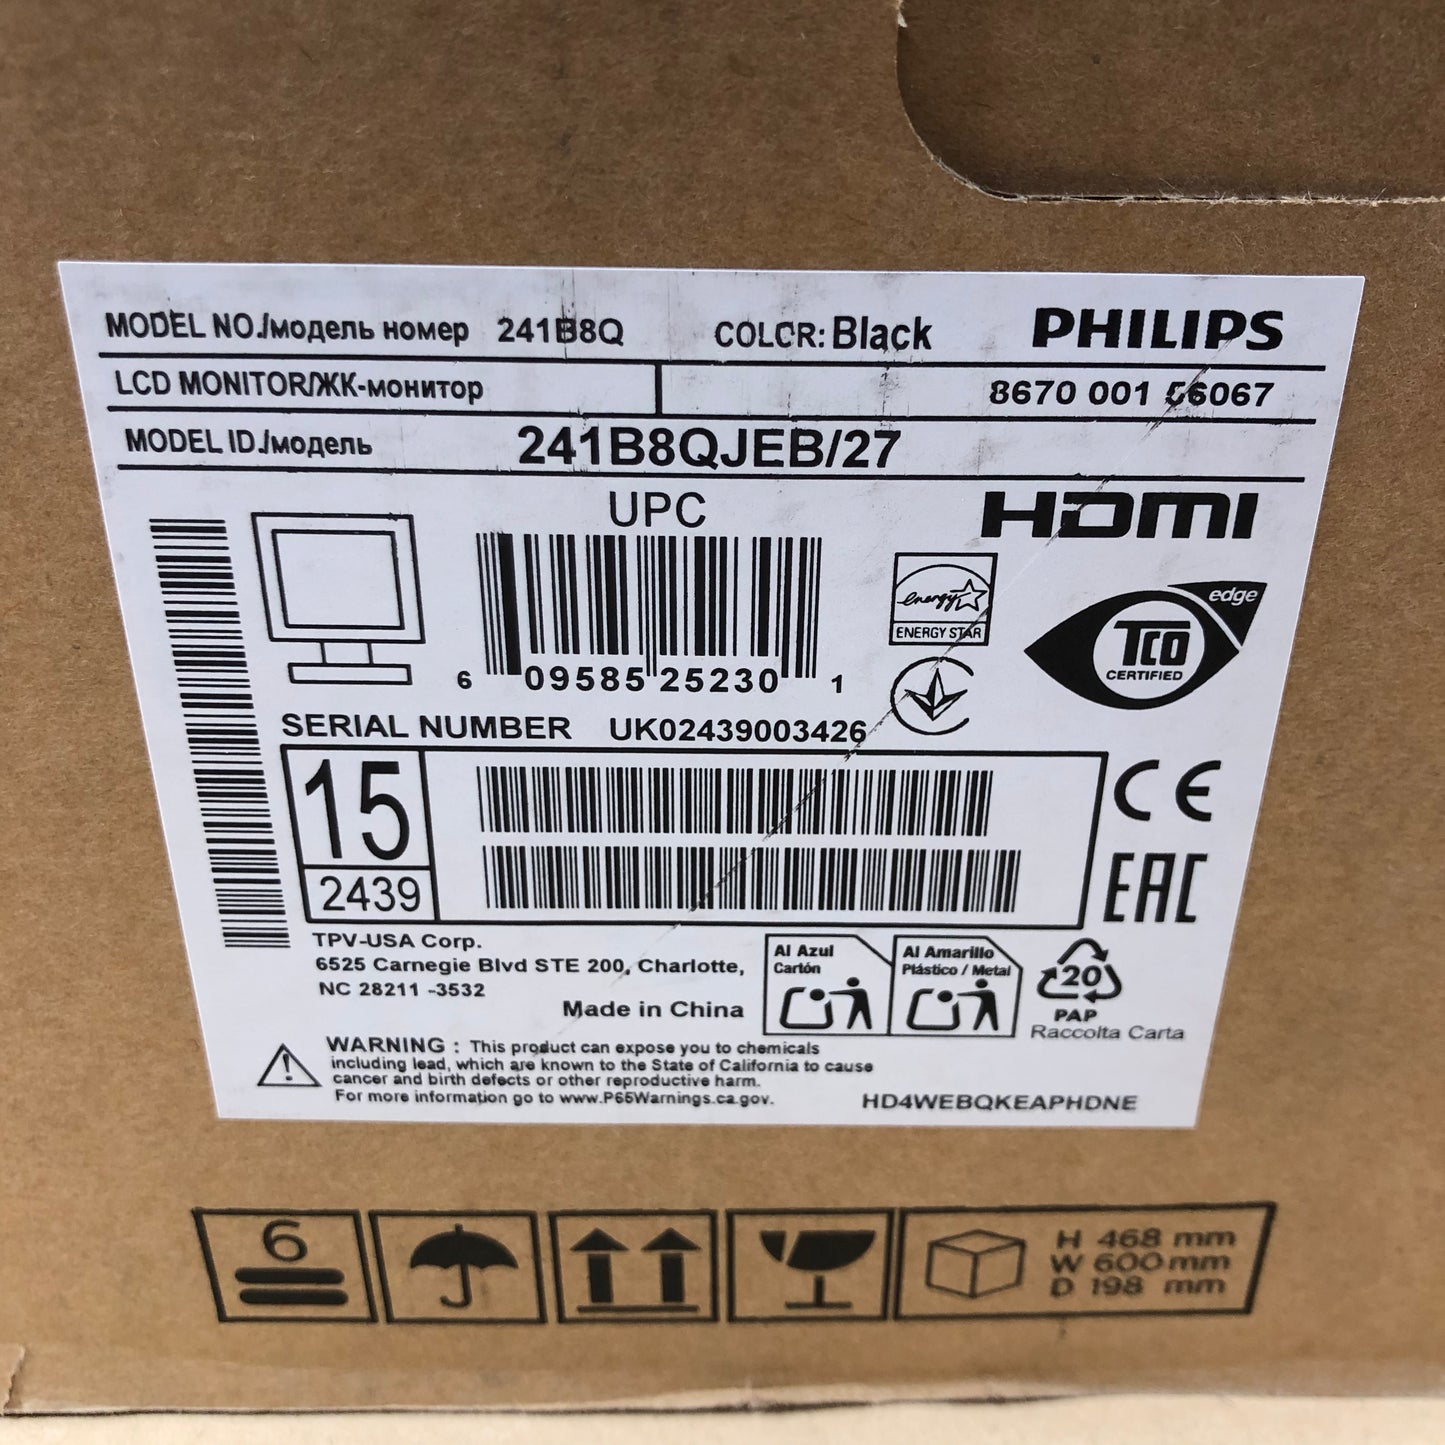 MODEL NO./модель номер 241B8Q COLOR: Black PHILIPS
LCD MONITOR/ЖК-монитор 8670 001 56067
MODEL ID./модель 241B8QJEB/27
UPC
HDMI
energy
ENERGY STAR
edge
TCO
CERTIFIED
6 09585 25230 1
SERIAL NUMBER UK02439003426
15
2439
CE
EAC
TPV-USA Corp.
6525 Carnegie Blvd STE 200, Charlotte,
NC 28211 -3532
Made in China
Al Azul
Cartón
Al Amarillo
Plástico / Metal
20
PAP
Raccolta Carta
WARNING : This product can expose you to chemicals
including lead, which are known to the State of California to cause
cancer and birth defects or other reproductive harm.
For more information go to www.P65Warnings.ca.gov.
HD4WEBQKEAPHDNE
6
H 468 mm
W 600 mm
D 198 mm